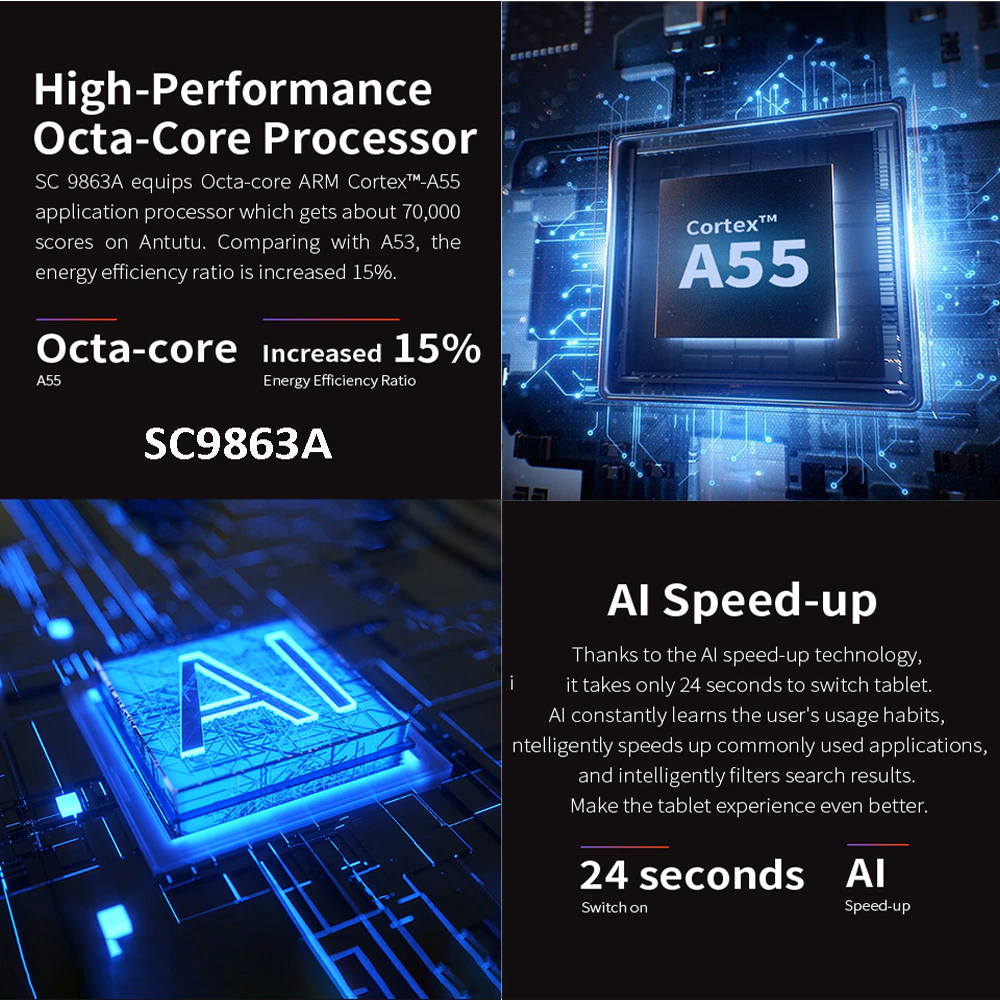 High-Performance
Octa-Core Processor
SC 9863A equips Octa-core ARM Cortex™-A55
application processor which gets about 70,000
scores on Antutu. Comparing with A53, the
energy efficiency ratio is increased 15%.
Octa-core
A55
Increased 15%
Energy Efficiency Ratio
SC9863A
Cortex™
A55
AI
AI Speed-up
Thanks to the AI speed-up technology,
i it takes only 24 seconds to switch tablet.
AI constantly learns the user's usage habits,
ntelligently speeds up commonly used applications,
and intelligently filters search results.
Make the tablet experience even better.
24 seconds
Switch on
AI
Speed-up